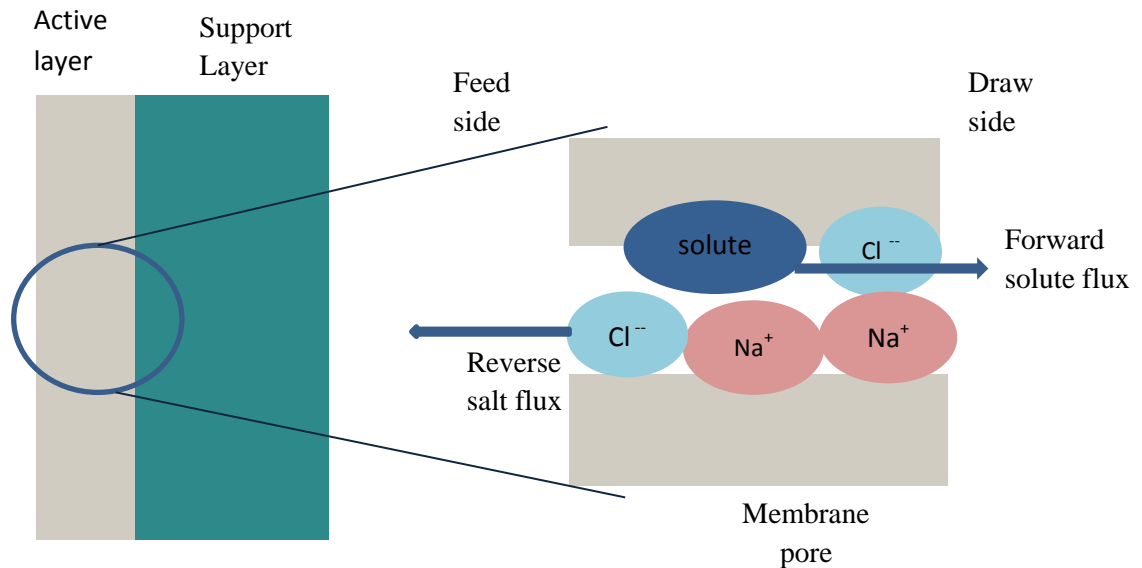 Active
layer
Support
Layer
Feed
side
Draw
side
solute
Cl --
Forward
solute flux
Cl --
Na+
Na+
Reverse
salt flux
Membrane
pore